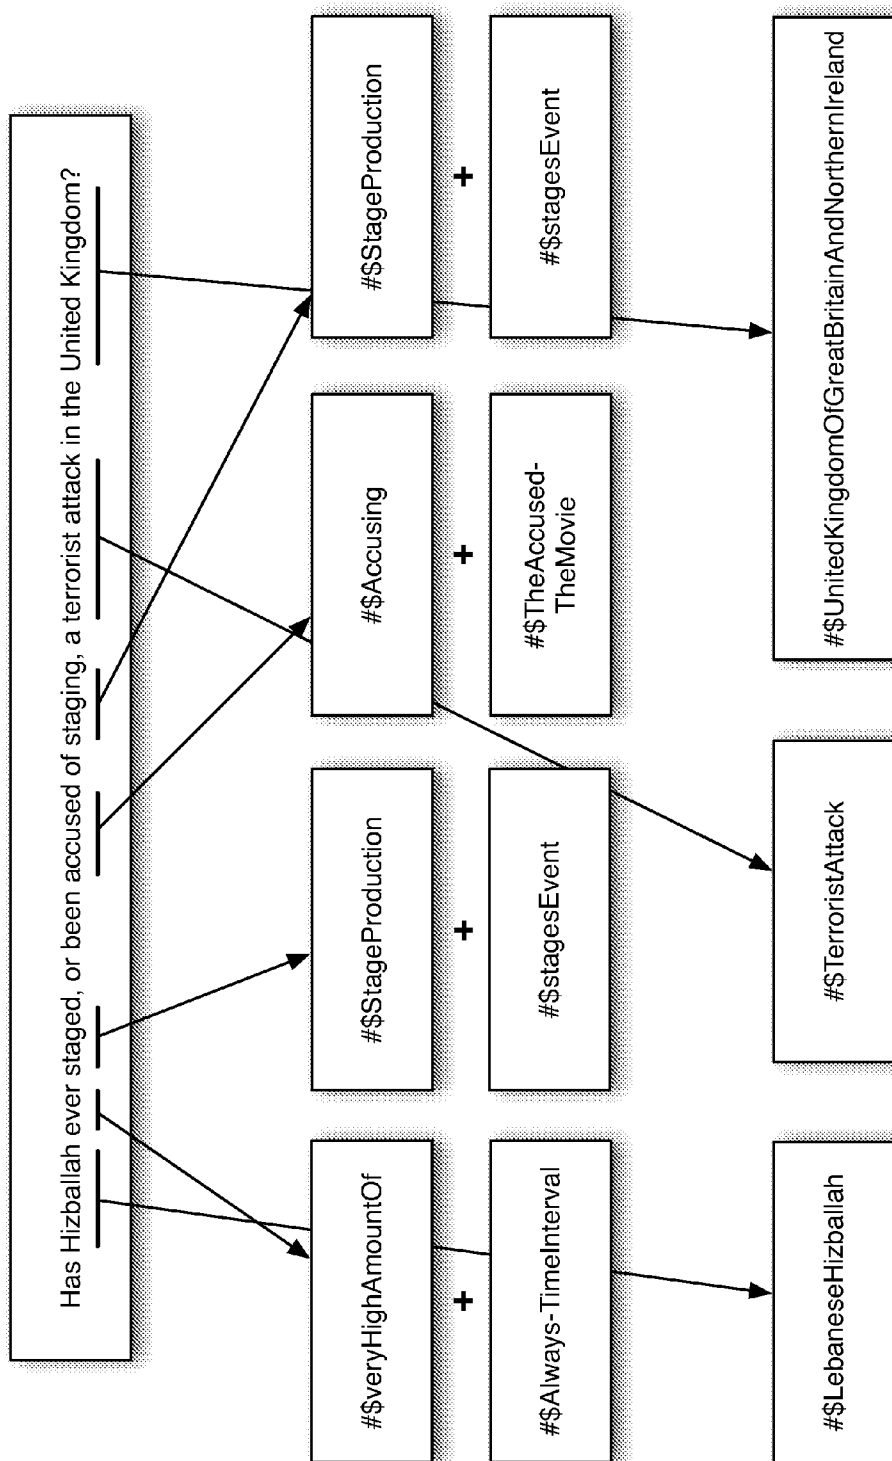 Has Hizballah ever staged, or been accused of staging, a terrorist attack in the United Kingdom?
#$veryHighAmountOf
+
#$Always-TimeInterval
#$StageProduction
+
#$stagesEvent
#$Accusing
+
#$TheAccused-
TheMovie
#$StageProduction
+
#$stagesEvent
#$LebaneseHizballah
#$TerroristAttack
#$UnitedKingdomOfGreatBritainAndNorthernIreland